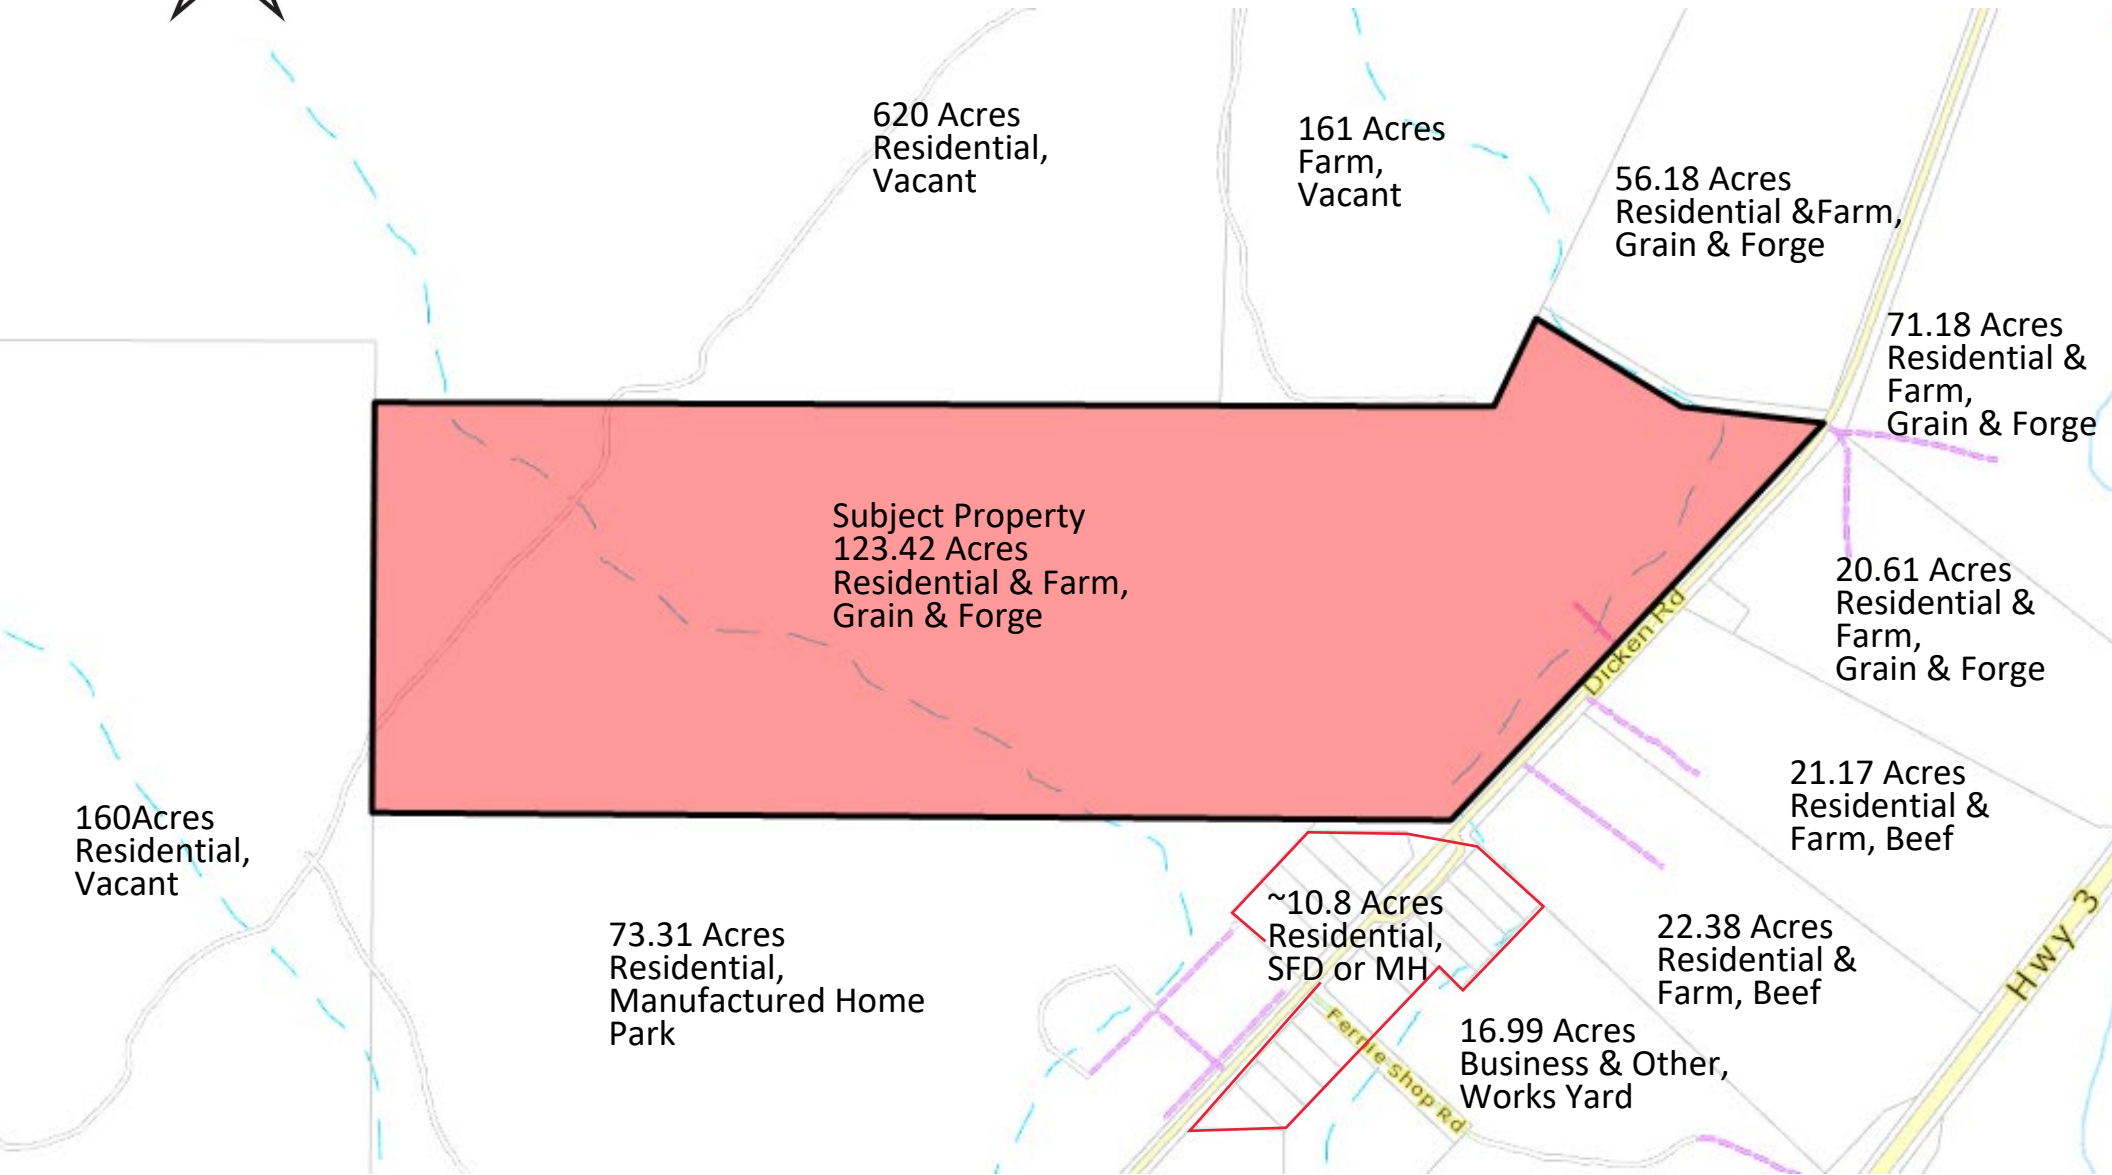 620 Acres
Residential,
Vacant
161 Acres
Farm,
Vacant
56.18 Acres
Residential &Farm,
Grain & Forge
71.18 Acres
Residential &
Farm,
Grain & Forge
Subject Property
123.42 Acres
Residential & Farm,
Grain & Forge
Dicken Rd
20.61 Acres
Residential &
Farm,
Grain & Forge
21.17 Acres
Residential &
Farm, Beef
160Acres
Residential,
Vacant
73.31 Acres
Residential,
Manufactured Home
Park
~10.8 Acres
Residential,
SFD or MH
22.38 Acres
Residential &
Farm, Beef
Hwy 3
16.99 Acres
Business & Other,
Works Yard
Ferrie Shop Rd